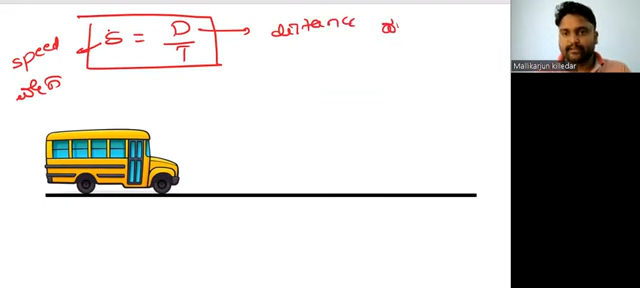 S = D/T
speed
distance
ವೇಗ
Mallikarjun killedar